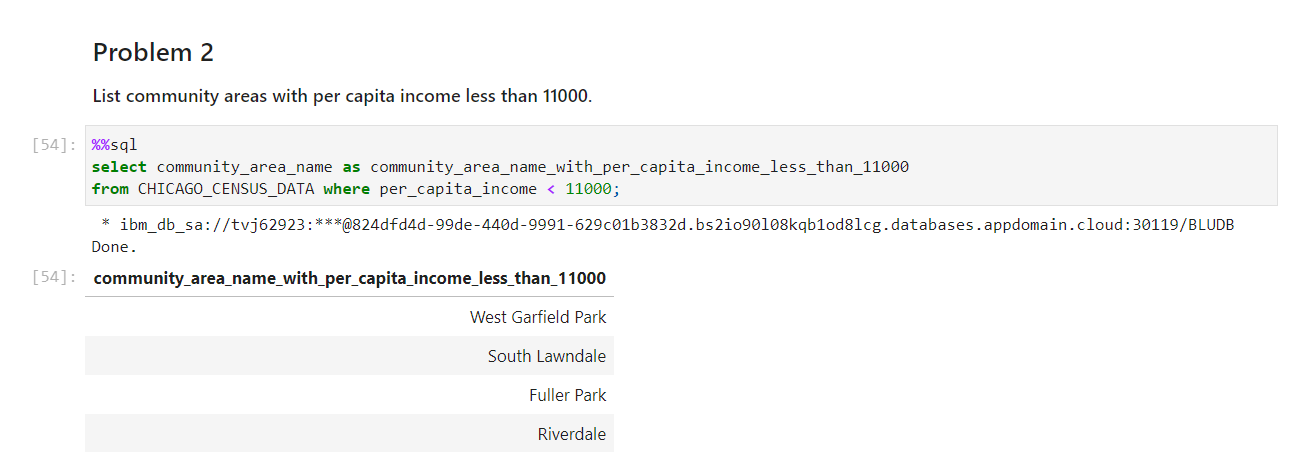 Problem 2
List community areas with per capita income less than 11000.
[54]: %%sql
select community_area_name as community_area_name_with_per_capita_income_less_than_11000
from CHICAGO_CENSUS_DATA where per_capita_income < 11000;
* ibm_db_sa://tvj62923:***@824dfd4d-99de-440d-9991-629c01b3832d.bs2io90l08kqb1od8lcg.databases.appdomain.cloud:30119/BLUDB
Done.
[54]: community_area_name_with_per_capita_income_less_than_11000
West Garfield Park
South Lawndale
Fuller Park
Riverdale